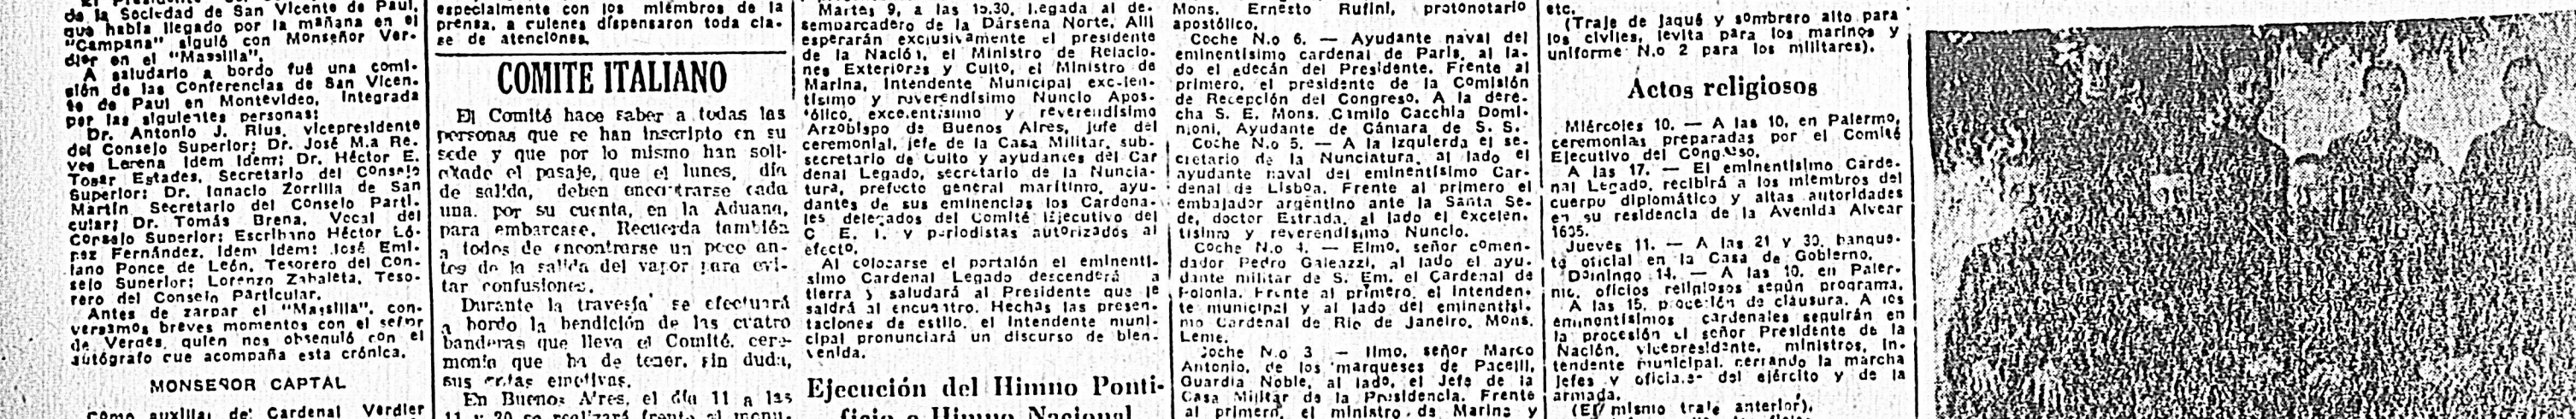 de la Sociedad de San Vicente de Paul,
que había llegado por la mañana en el
"Campana" siguió con Monseñor Ver-
dier en el "Massilia".
A saludarlo a bordo fué una comi-
sión de las Conferencias de San Vicen-
te de Paul en Montevideo, integrada
por las siguientes personas:
Dr. Antonio J. Rius, vicepresidente
del Consejo Superior; Dr. José M.a Re-
yes Lerena Idem Idem; Dr. Héctor E.
Tosar Estades, Secretario del Consejo
Superior; Dr. Ignacio Zorrilla de San
Martín Secretario del Consejo Parti-
cular; Dr. Tomás Brena, Vocal del
Consejo Superior; Escribano Héctor Ló-
pez Fernández, Idem Idem; José Emi-
liano Ponce de León, Tesorero del Con-
sejo Superior; Lorenzo Zabaleta, Teso-
rero del Consejo Particular.
Antes de zarpar el "Massilia", con-
versamos breves momentos con el señor
de Verges, quien nos obsequió con el
autógrafo que acompaña esta crónica.
MONSEÑOR CAPTAL
Como auxiliar del Cardenal Verdier
especialmente con los miembros de la
prensa, a quienes dispensaron toda cla-
se de atenciones.
COMITE ITALIANO
El Comité hace saber a todas las
personas que se han inscripto en su
sede y que por lo mismo han soli-
citado el pasaje, que el lunes, día
de salida, deben encontrarse cada
una, por su cuenta, en la Aduana,
para embarcase. Recuerda también
a todos de encontrarse un poco an-
tes de la salida del vapor para evi-
tar confusiones.
Durante la travesía se efectuará
a bordo la bendición de las cuatro
banderas que lleva el Comité, cere-
monia que ha de tener, sin duda,
sus notas emotivas.
En Buenos Aires, el día 11 a las
Martes 9, a las 15.30, llegada al de-
sembarcadero de la Dársena Norte. Allí
esperarán exclusivamente el presidente
de la Nación, el Ministro de Relacio-
nes Exteriores y Culto, el Ministro de
Marina, Intendente Municipal excelen-
tísimo y reverendísimo Nuncio Apos-
tólico, excelentísimo y reverendísimo
Arzobispo de Buenos Aires, jefe del
ceremonial, jefe de la Casa Militar, sub-
secretario de Culto y ayudantes del Car
denal Legado, secretario de la Nuncia-
tura, prefecto general marítimo, ayu-
dantes de sus eminencias los Cardena-
les delegados del Comité Ejecutivo del
C. E. I. y periodistas autorizados al
efecto.
Al colocarse el portalón el eminentí-
simo Cardenal Legado descenderá a
tierra y saludará al Presidente que le
saldrá al encuentro. Hechas las presen-
taciones de estilo, el Intendente muni-
cipal pronunciará un discurso de bien-
venida.
Ejecución del Himno Ponti-
ficio e Himno Nacional
Mons. Ernesto Rufini, protonotario
apostólico.
Coche N.o 6. — Ayudante naval del
eminentísimo cardenal de París, al la-
do el edecán del Presidente. Frente al
primero, el presidente de la Comisión
de Recepción del Congreso. A la dere-
cha S. E. Mons. Camilo Cacchia Domi-
nioni, Ayudante de Cámara de S. S.
Coche N.o 5. — A la izquierda el se-
cretario de la Nunciatura, al lado el
ayudante naval del eminentísimo Car-
denal de Lisboa. Frente al primero el
embajador argentino ante la Santa Se-
de, doctor Estrada, al lado el excelen-
tísimo y reverendísimo Nuncio.
Coche N.o 4. — Elmo, señor comen-
dador Pedro Galeazzi, al lado el ayu-
dante militar de S. Em. el Cardenal de
Polonia. Frente al primero, el Intenden-
te municipal y al lado del eminentísi-
mo Cardenal de Río de Janeiro, Mons.
Leme.
Coche N.o 3 — Ilmo. señor Marco
Antonio, de los marqueses de Pacelli,
Guardia Noble, al lado, el Jefe de la
Casa Militar de la Presidencia. Frente
al primero, el ministro de Marina y
etc.
(Traje de jaqué y sombrero alto para
los civiles, levita para los marinos y
uniforme N.o 2 para los militares).
Actos religiosos
Miércoles 10. — A las 10, en Palermo,
ceremonias preparadas por el Comité
Ejecutivo del Congreso.
A las 17. — El eminentísimo Carde-
nal Legado, recibirá a los miembros del
cuerpo diplomático y altas autoridades
en su residencia de la Avenida Alvear
1635.
Jueves 11. — A las 21 y 30, banque-
te oficial en la Casa de Gobierno.
Domingo 14. — A las 10, en Paler-
mo, oficios religiosos según programa.
A las 15, procesión de clausura. A los
eminentísimos cardenales seguirán en
la procesión el señor Presidente de la
Nación, vicepresidente, ministros, in-
tendente municipal, cerrando la marcha
jefes y oficiales del ejército y de la
armada.
(El mismo traje anterior).